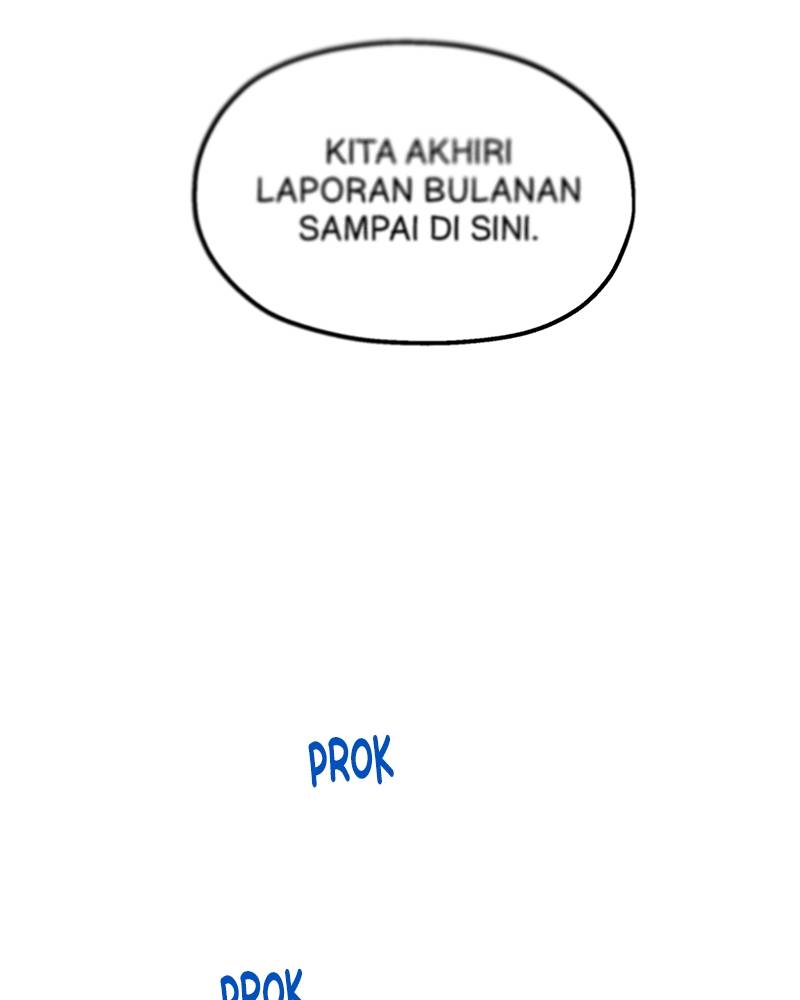 KITA AKHIRI
LAPORAN BULANAN
SAMPAI DI SINI.
PROK
PROK